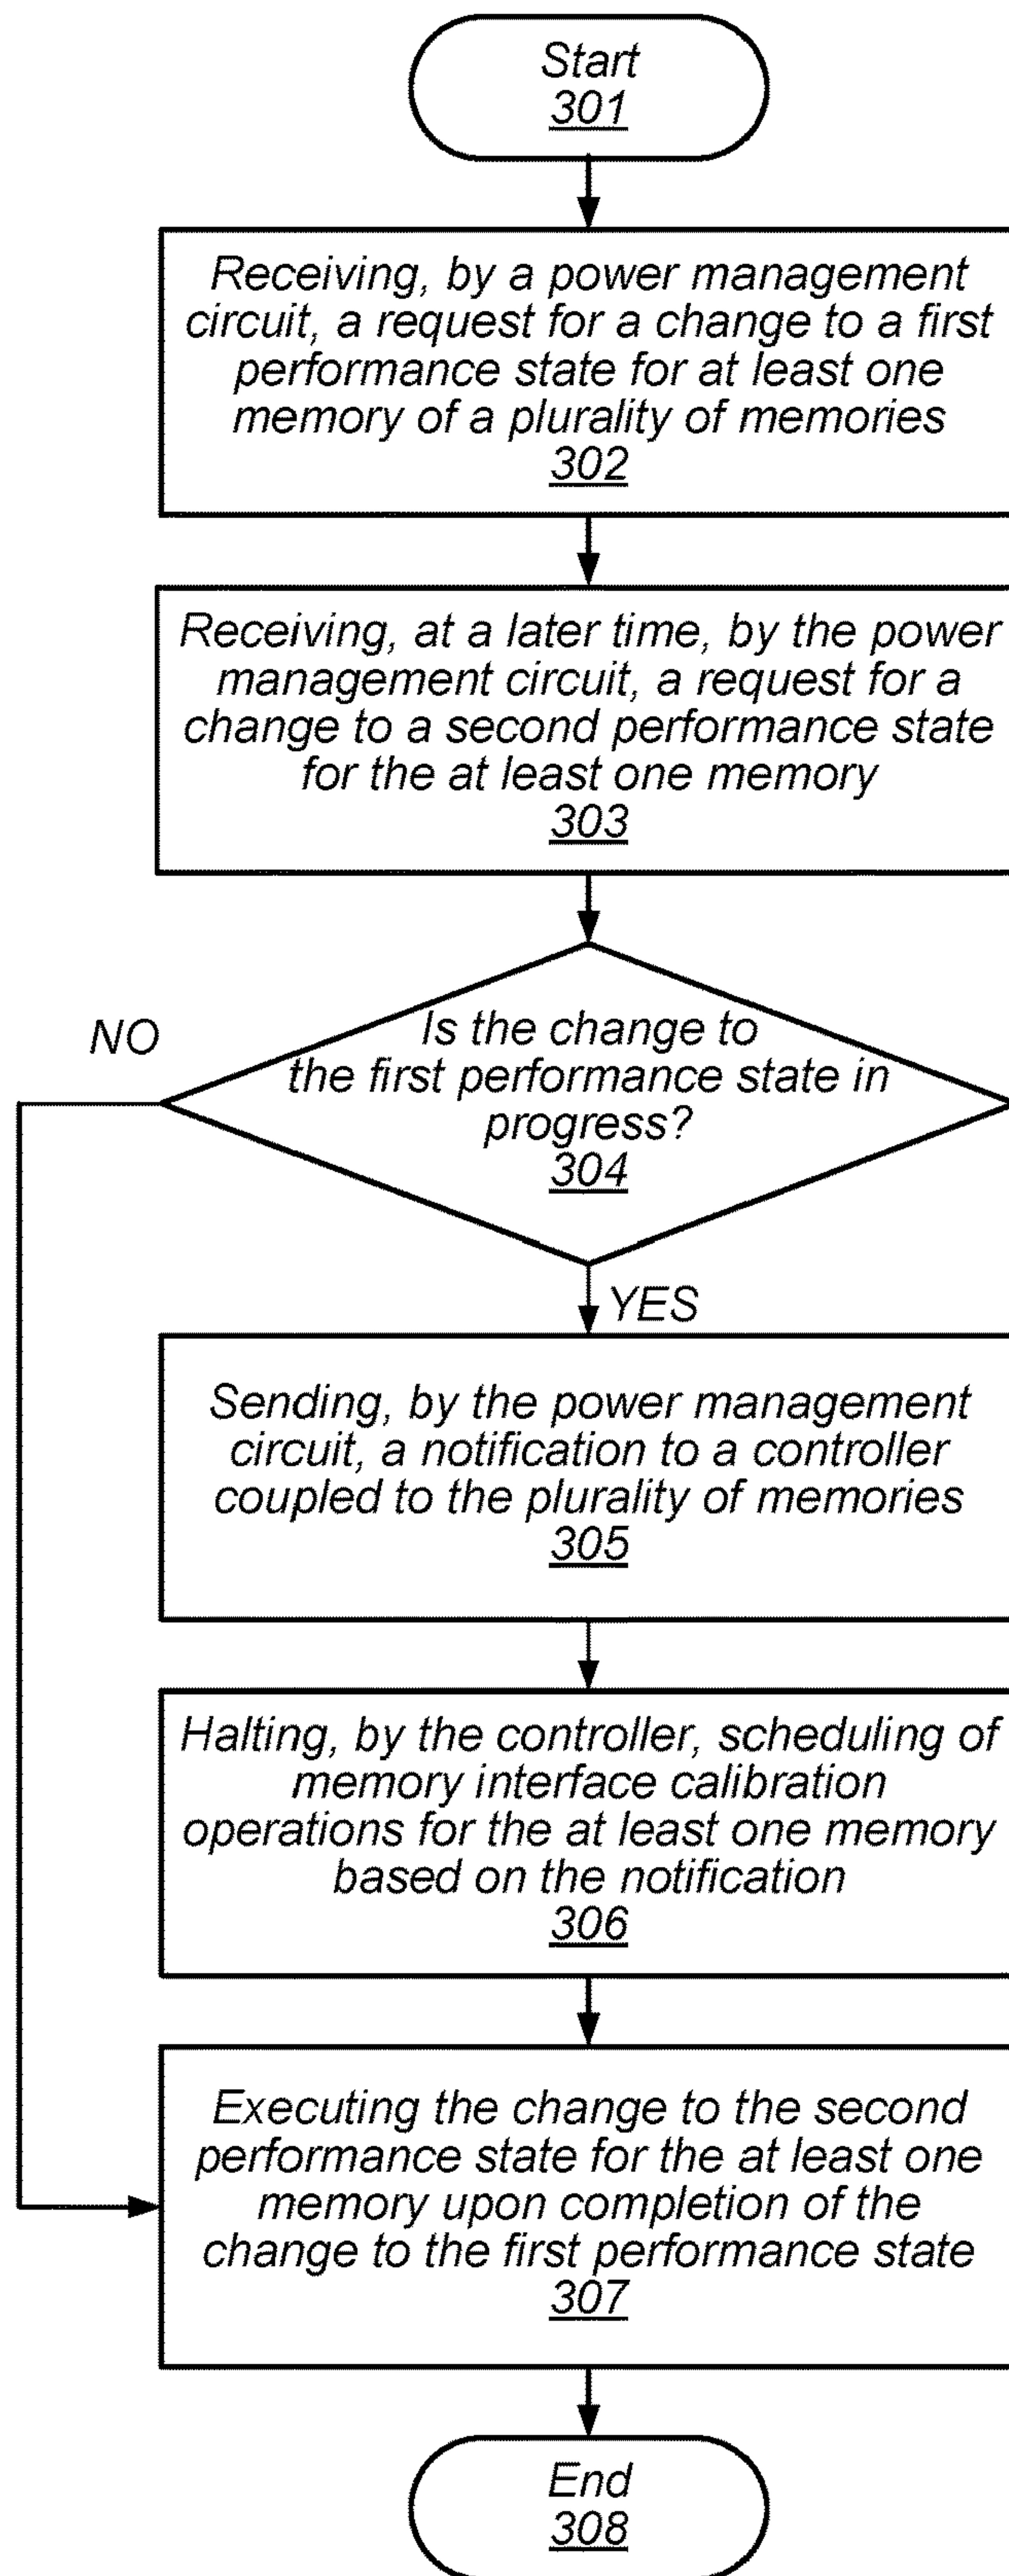 Start
301
Receiving, by a power management
circuit, a request for a change to a first
performance state for at least one
memory of a plurality of memories
302
Receiving, at a later time, by the power
management circuit, a request for a
change to a second performance state
for the at least one memory
303
NO
Is the change to
the first performance state in
progress?
304
YES
Sending, by the power management
circuit, a notification to a controller
coupled to the plurality of memories
305
Halting, by the controller, scheduling of
memory interface calibration
operations for the at least one memory
based on the notification
306
Executing the change to the second
performance state for the at least one
memory upon completion of the
change to the first performance state
307
End
308